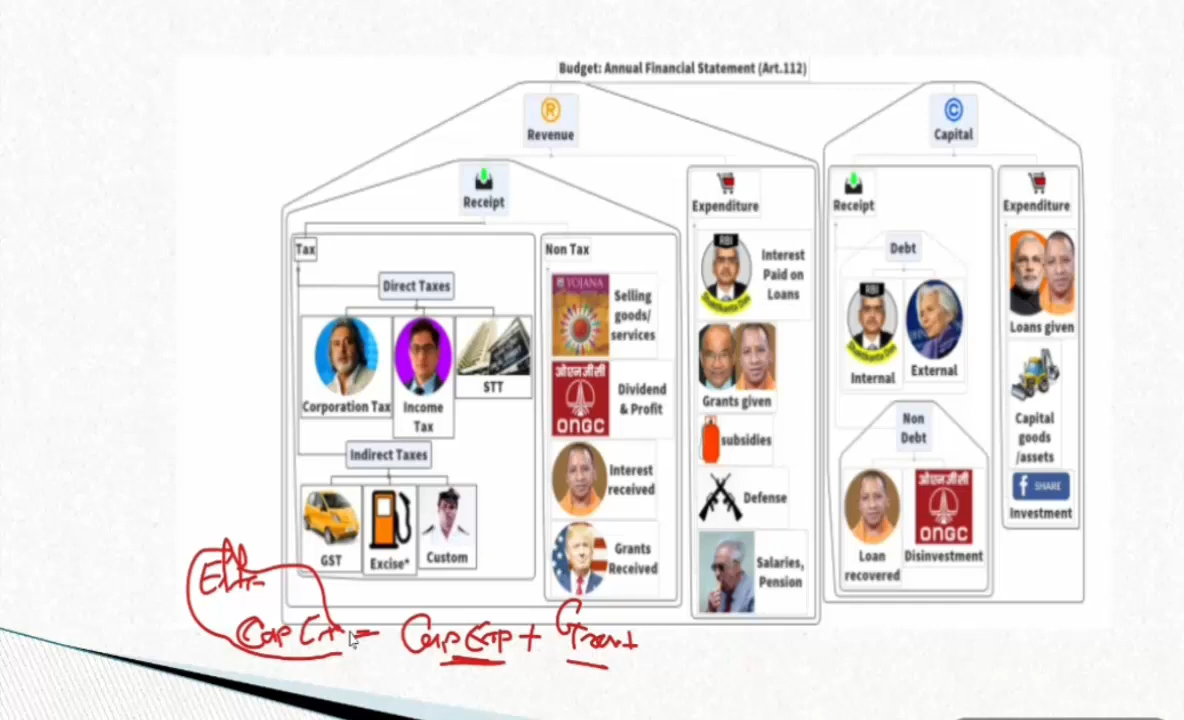 Budget: Annual Financial Statement (Art.112)
Revenue
Capital
Receipt
Expenditure
Receipt
Expenditure
Tax
Non Tax
Debt
Direct Taxes
Corporation Tax
Income
Tax
STT
Indirect Taxes
GST
Excise*
Custom
YOJANA
Selling
goods/
services
ओएनजीसी
ONGC
Dividend
& Profit
Interest
received
Grants
Received
RBI
Interest
Paid on
Loans
Grants given
subsidies
Defense
Salaries,
Pension
RBI
Internal
External
Non
Debt
Loan
recovered
ओएनजीसी
ONGC
Disinvestment
Loans given
Capital
goods
/assets
f SHARE
Investment
= Cap Exp + Grant